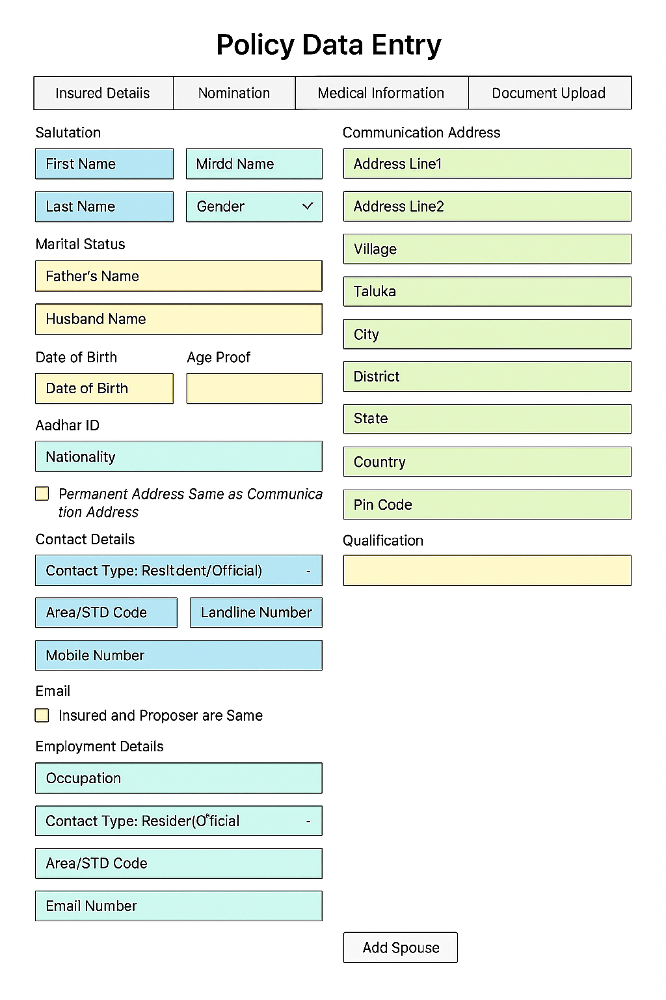 Policy Data Entry
Insured Detaiis
Nomination
Medical Information
Document Upload
Salutation
First Name
Mirdd Name
Last Name
Gender
Marital Status
Father's Name
Husband Name
Date of Birth
Age Proof
Date of Birth
Aadhar ID
Nationality
Permanent Address Same as Communica
tion Address
Contact Details
Contact Type: ResItdent/Official) -
Area/STD Code
Landline Number
Mobile Number
Email
Insured and Proposer are Same
Employment Details
Occupation
Contact Type: Resider(Official -
Area/STD Code
Email Number
Communication Address
Address Line1
Address Line2
Village
Taluka
City
District
State
Country
Pin Code
Qualification
Add Spouse